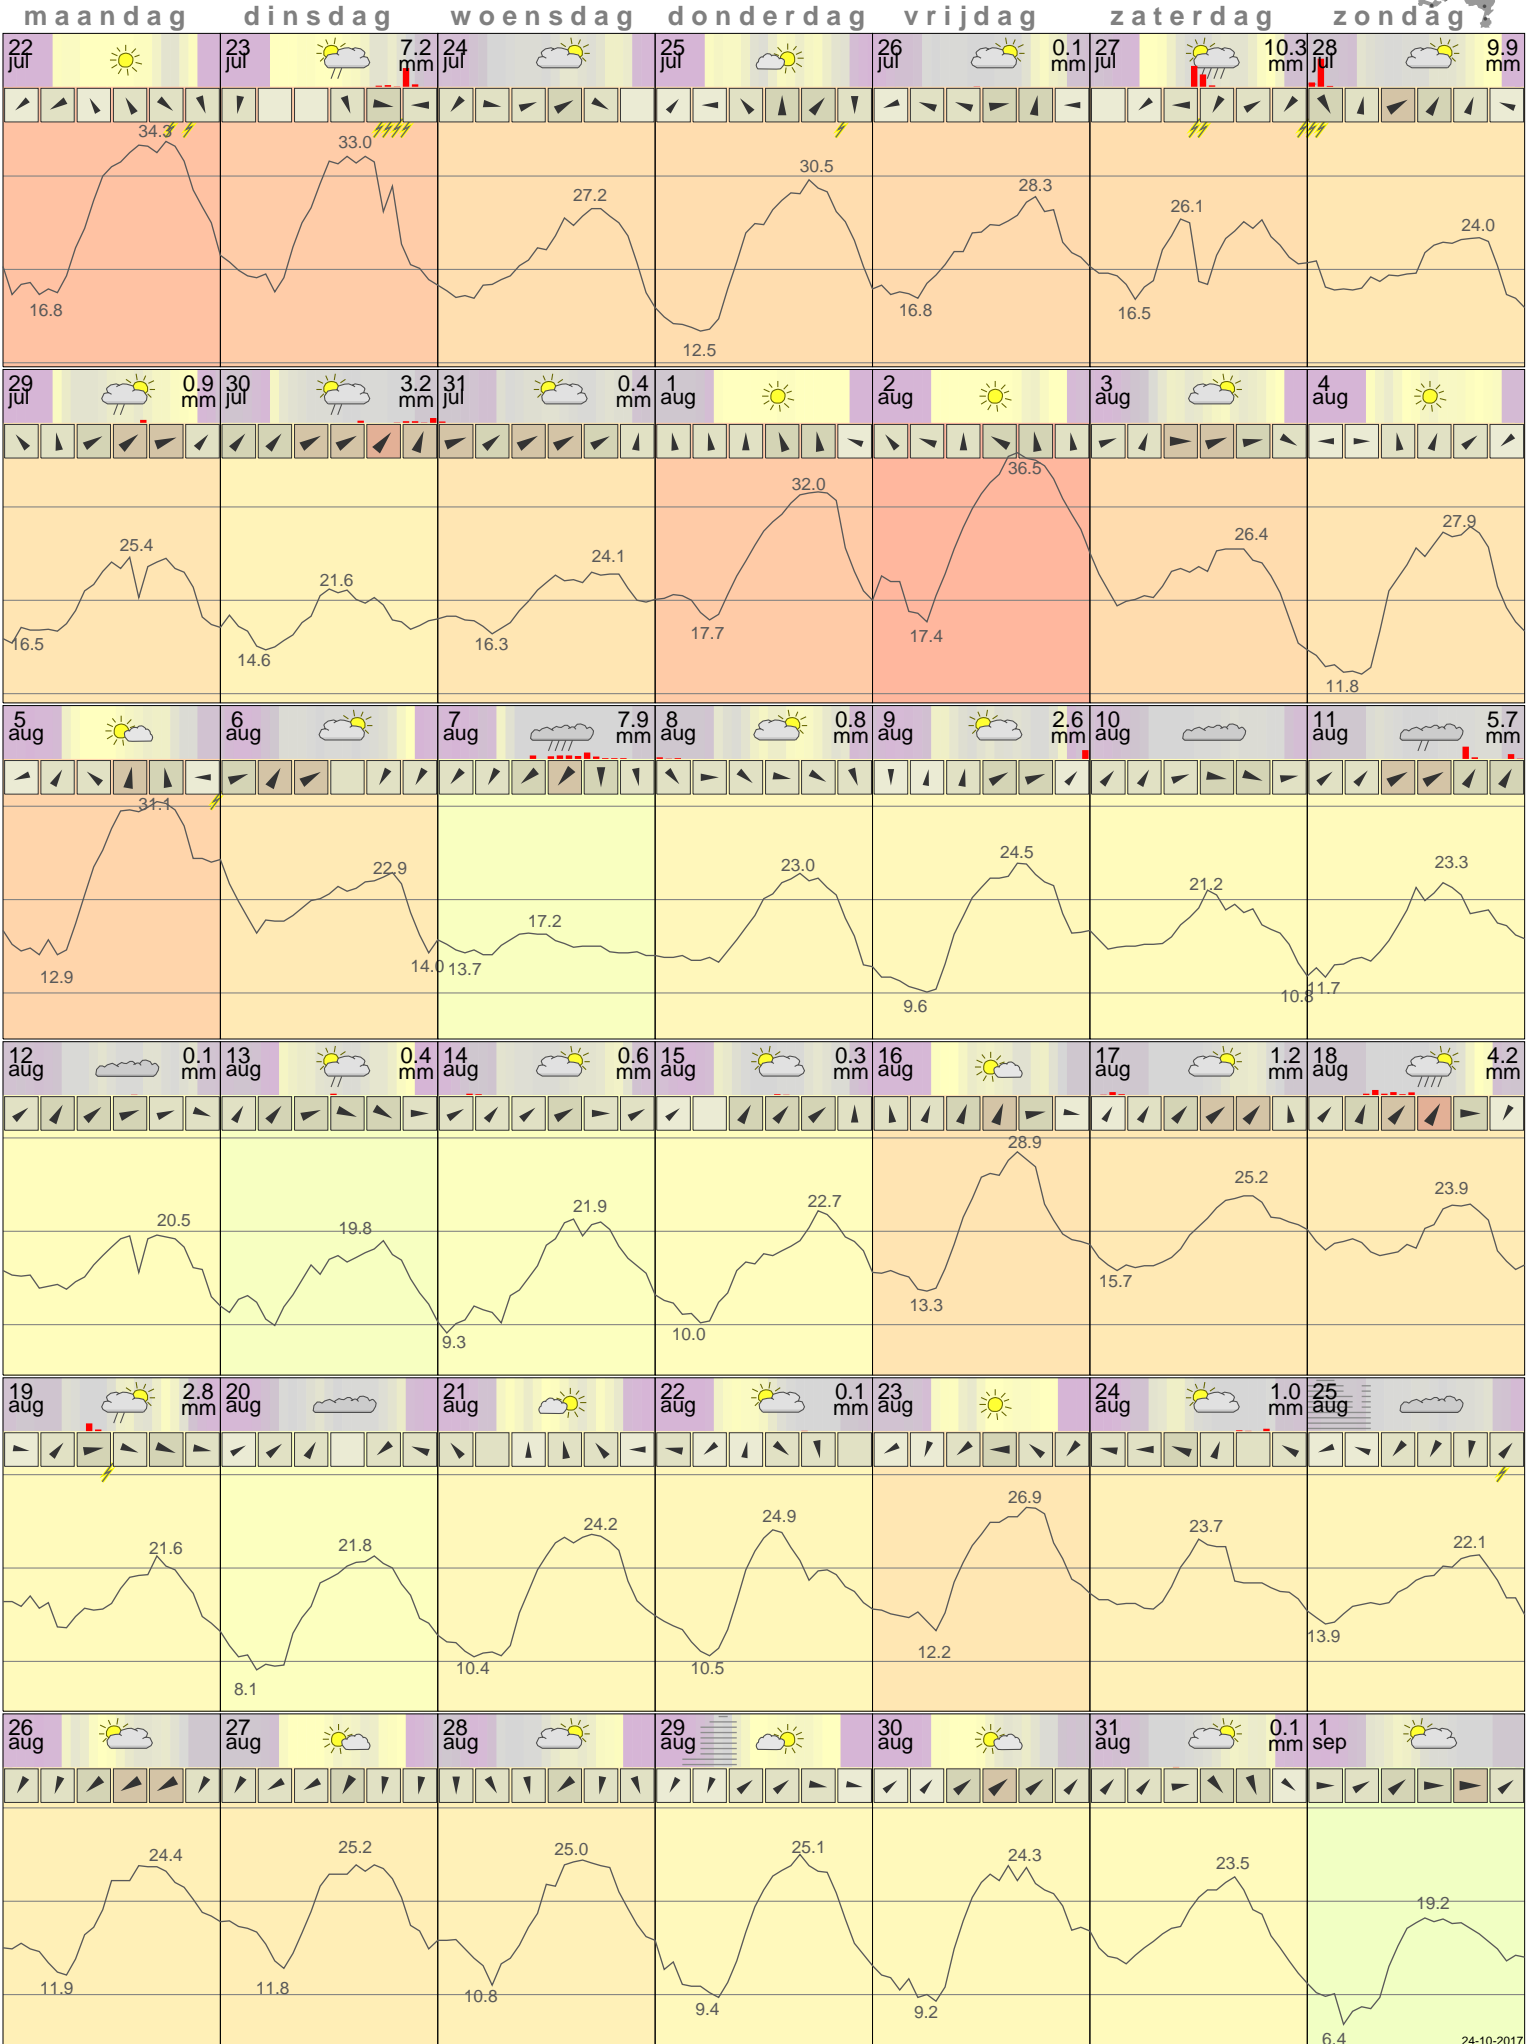 maandag dinsdag woensdag donderdag vrijdag zaterdag zondag
22 jul 23 jul 7.2 mm 24 jul 25 jul 26 jul 0.1 mm 27 jul 10.3 mm 28 jul 9.9 mm
34.3 33.0 27.2 30.5 28.3 26.1 24.0
16.8 12.5 16.8 16.5
29 jul 0.9 mm 30 jul 3.2 mm 31 jul 0.4 mm 1 aug 2 aug 3 aug 4 aug
25.4 21.6 24.1 32.0 36.5 26.4 27.9
16.5 14.6 16.3 17.7 17.4 11.8
5 aug 6 aug 7 aug 7.9 mm 8 aug 0.8 mm 9 aug 2.6 mm 10 aug 11 aug 5.7 mm
31.1 22.9 17.2 23.0 24.5 21.2 23.3
12.9 14.0 13.7 9.6 10.8 11.7
12 aug 0.1 mm 13 aug 0.4 mm 14 aug 0.6 mm 15 aug 0.3 mm 16 aug 17 aug 1.2 mm 18 aug 4.2 mm
20.5 19.8 21.9 22.7 28.9 25.2 23.9
9.3 10.0 13.3 15.7
19 aug 2.8 mm 20 aug 21 aug 22 aug 0.1 mm 23 aug 24 aug 1.0 mm 25 aug
21.6 21.8 24.2 24.9 26.9 23.7 22.1
8.1 10.4 10.5 12.2 13.9
26 aug 27 aug 28 aug 29 aug 30 aug 31 aug 0.1 mm 1 sep
24.4 25.2 25.0 25.1 24.3 23.5 19.2
11.9 11.8 10.8 9.4 9.2 6.4
24-10-2017